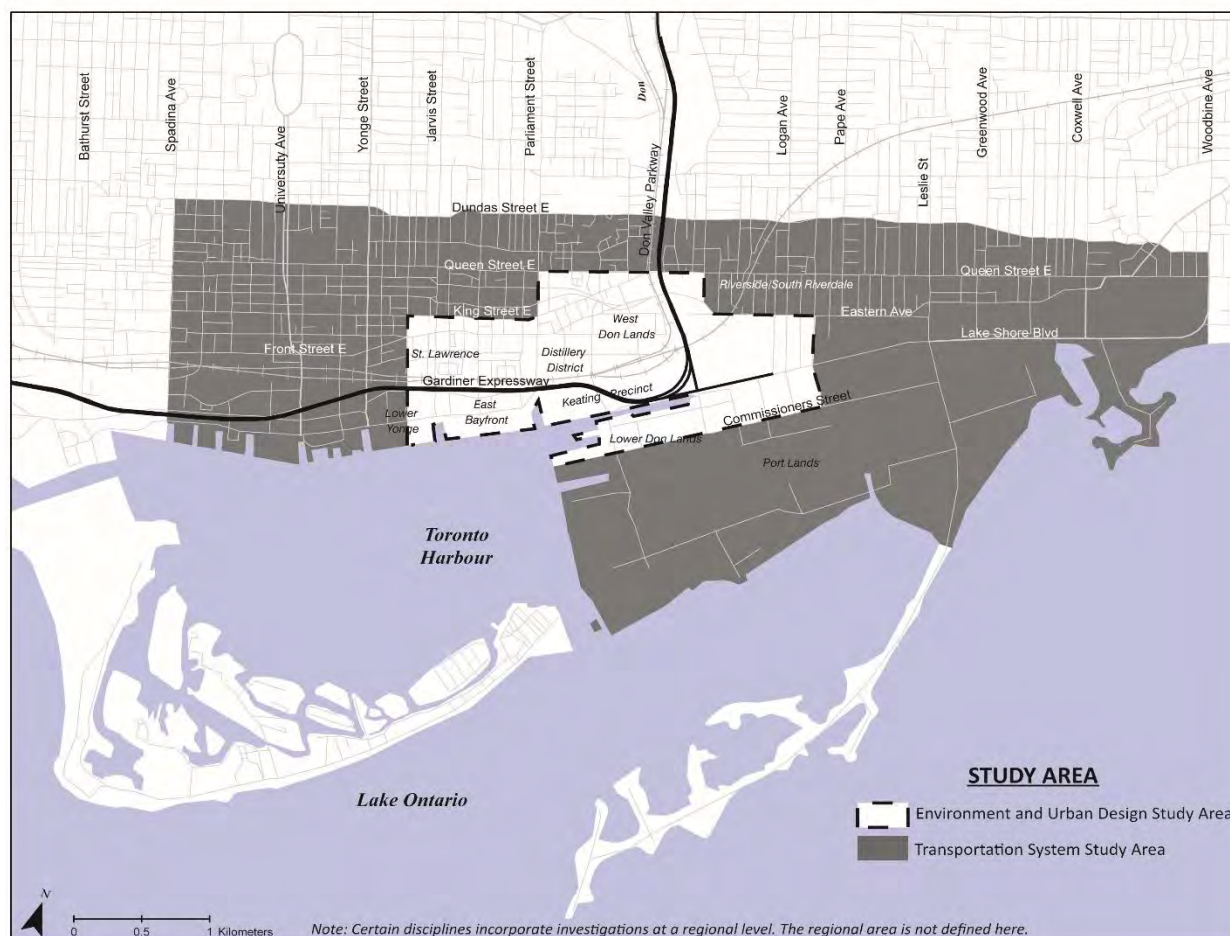 Bathurst Street
Spadina Ave
Universuty Ave
Yonge Street
Jarvis Street
Parliament Street
Don
Don Valley Parkway
Logan Ave
Pape Ave
Leslie St
Greenwood Ave
Coxwell Ave
Woodbine Ave
Dundas Street E
Queen Street E
Queen Street E
Riverside/South Riverdale
King Street E
West
Don Lands
Eastern Ave
Lake Shore Blvd
Front Street E
St. Lawrence
Distillery
District
Gardiner Expressway
Keating Precinct
Lower
Yonge
East
Bayfront
Commissioners Street
Lower Don Lands
Port Lands
Toronto
Harbour
Lake Ontario
STUDY AREA
Environment and Urban Design Study Area
Transportation System Study Area
N
0 0.5 1 Kilometers
Note: Certain disciplines incorporate investigations at a regional level. The regional area is not defined here.